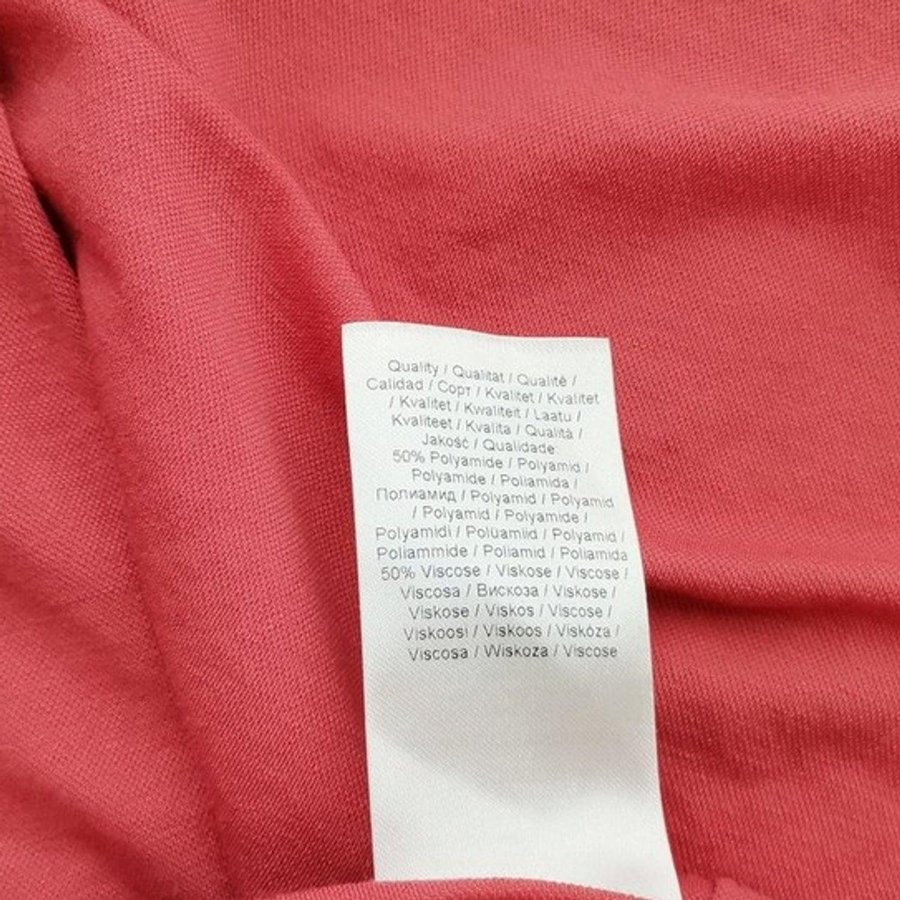 Quality / Qualitat / Qualité /
Calidad / Сорт / Kvalitet / Kvalitet
/ Kvalitet / Kwaliteit / Laatu /
Kvaliteet / Kvalita / Qualità /
Jakość / Qualidade:
50% Polyamide / Polyamid /
Polyamide / Poliamida /
Полиамид / Polyamid / Polyamid
/ Polyamid / Polyamide /
Polyamidi / Polüamiid / Polyamid /
Poliammide / Poliamid / Poliamida
50% Viscose / Viskose / Viscose /
Viscosa / Вискоза / Viskose /
Viskose / Viskos / Viscose /
Viskoosi / Viskoos / Viskóza /
Viscosa / Wiskoza / Viscose